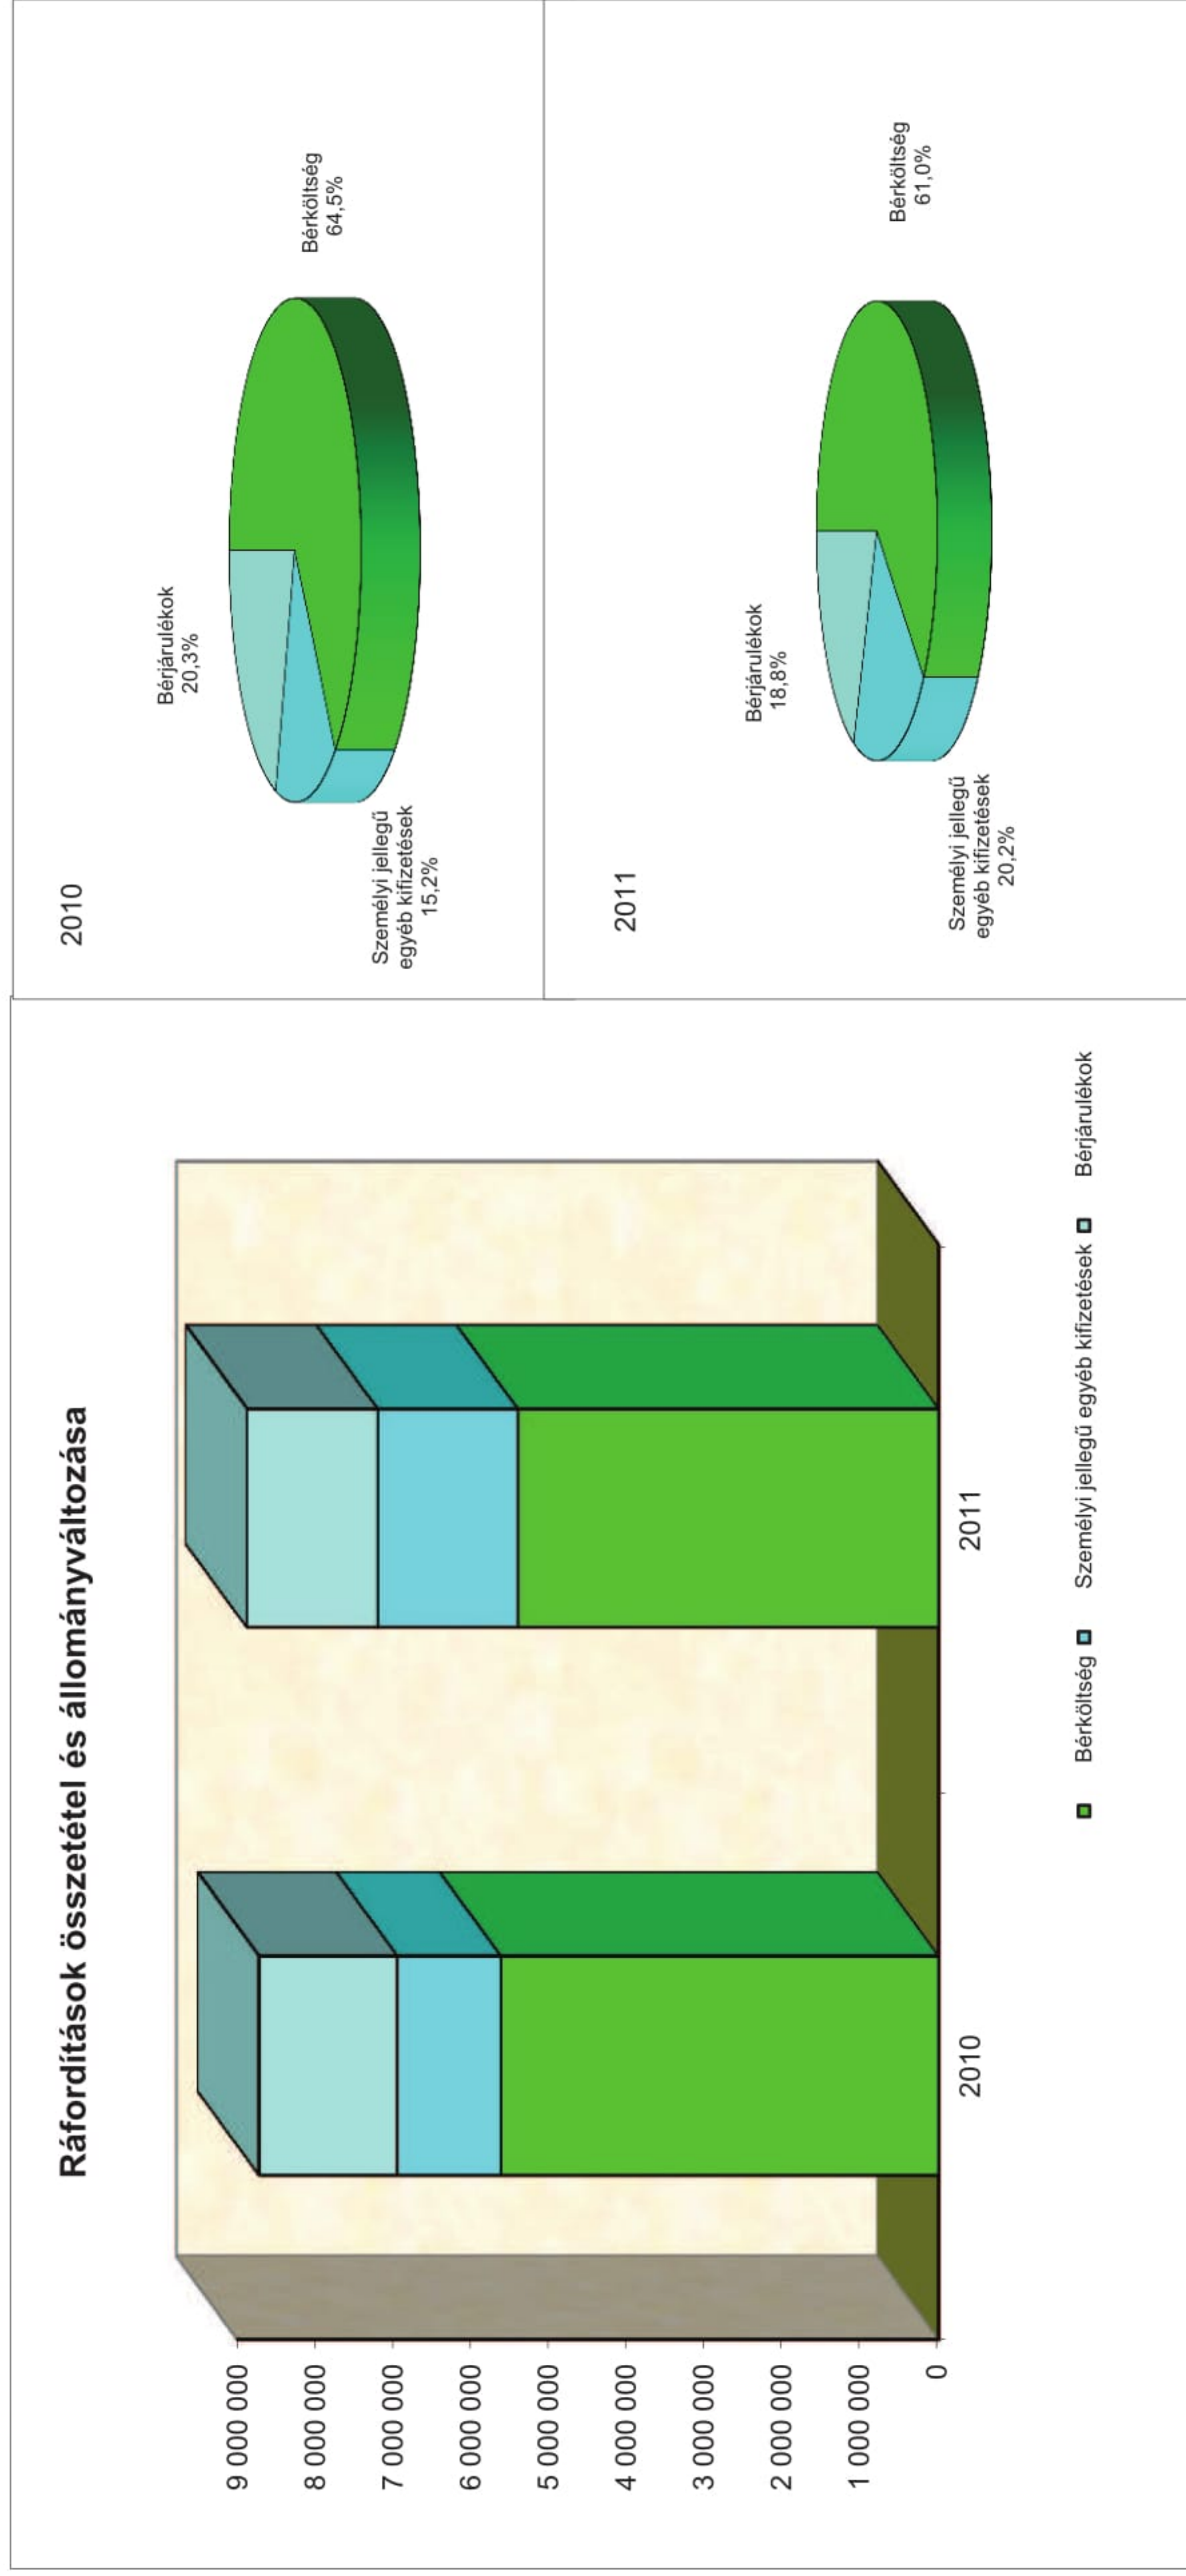 Ráfordítások összetétel és állományváltozása
9 000 000
8 000 000
7 000 000
6 000 000
5 000 000
4 000 000
3 000 000
2 000 000
1 000 000
0
2010
2011
Bérköltség
Személyi jellegű egyéb kifizetések
Bérjárulékok
2010
Bérjárulékok
20,3%
Bérköltség
64,5%
Személyi jellegű
egyéb kifizetések
15,2%
2011
Bérjárulékok
18,8%
Bérköltség
61,0%
Személyi jellegű
egyéb kifizetések
20,2%